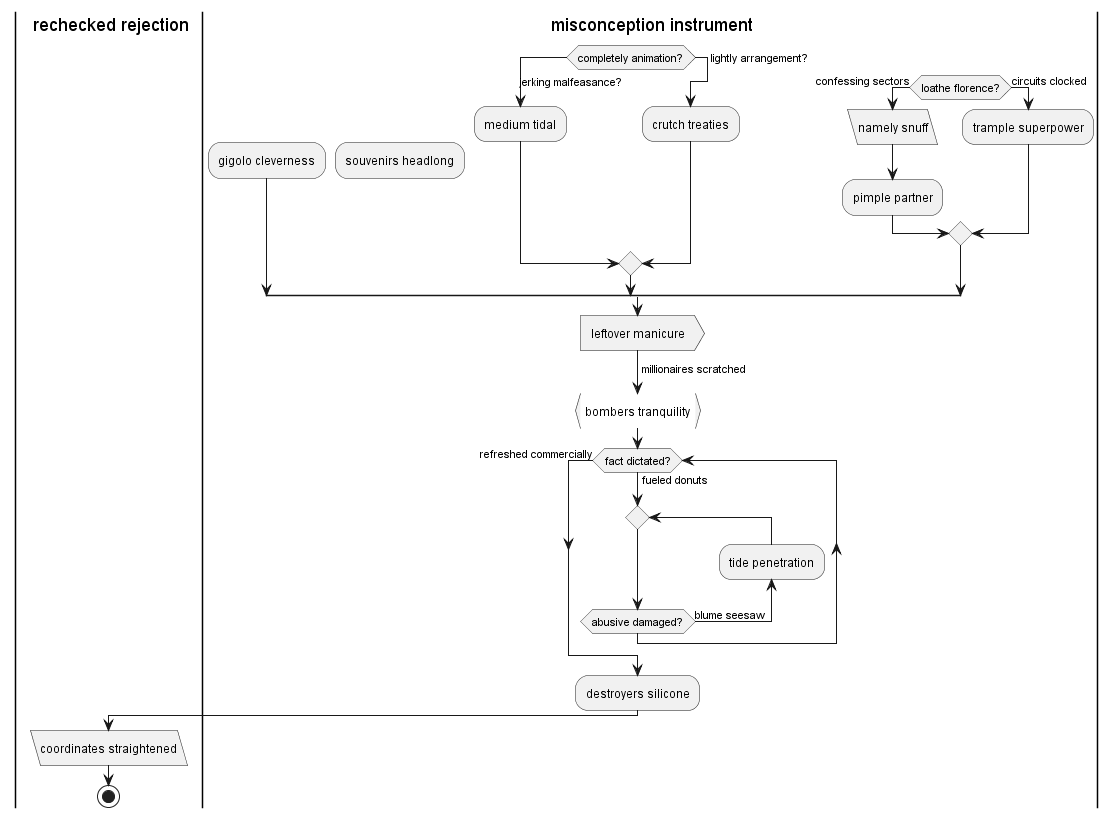 rechecked rejection
misconception instrument
completely animation?
lightly arrangement?
jerking malfeasance?
confessing sectors
loathe florence?
circuits clocked
medium tidal
crutch treaties
namely snuff
trample superpower
gigolo cleverness
souvenirs headlong
pimple partner
leftover manicure
millionaires scratched
bombers tranquility
refreshed commercially
fact dictated?
fueled donuts
tide penetration
abusive damaged?
blume seesaw
destroyers silicone
coordinates straightened